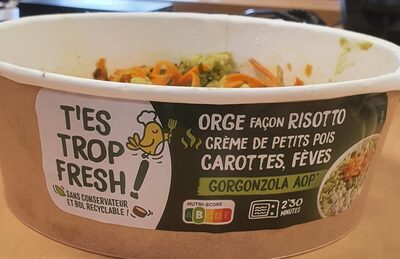 T'ES
TROP
FRESH!
SANS CONSERVATEUR
ET BOL RECYCLABLE !
ORGE FAÇON RISOTTO
CRÈME DE PETITS POIS
CAROTTES, FÈVES
GORGONZOLA AOP*
NUTRI-SCORE
A B C D E
2'30
MINUTES